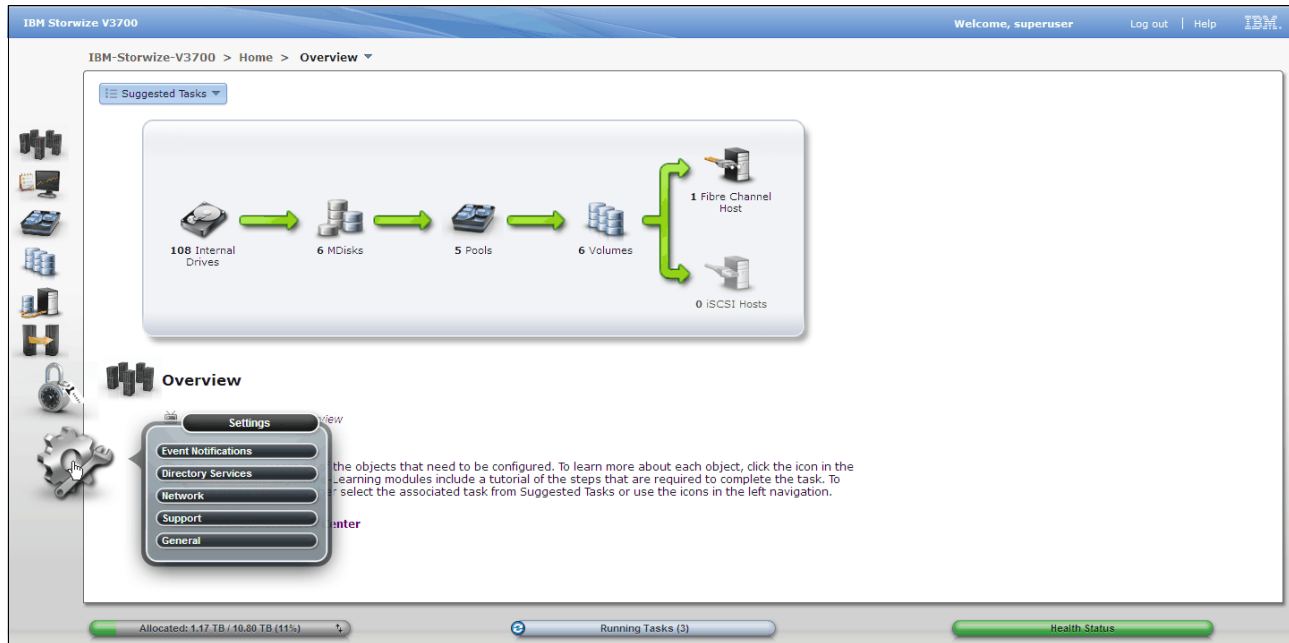 IBM Storwize V3700
Welcome, superuser
Log out | Help
IBM.
IBM-Storwize-V3700 > Home > Overview
Suggested Tasks
108 Internal
Drives
6 MDisks
5 Pools
6 Volumes
1 Fibre Channel
Host
0 iSCSI Hosts
Overview
view
Settings
Event Notifications
Directory Services
Network
Support
General
the objects that need to be configured. To learn more about each object, click the icon in the
Learning modules include a tutorial of the steps that are required to complete the task. To
select the associated task from Suggested Tasks or use the icons in the left navigation.
enter
Allocated: 1.17 TB / 10.80 TB (11%)
Running Tasks (3)
Health Status